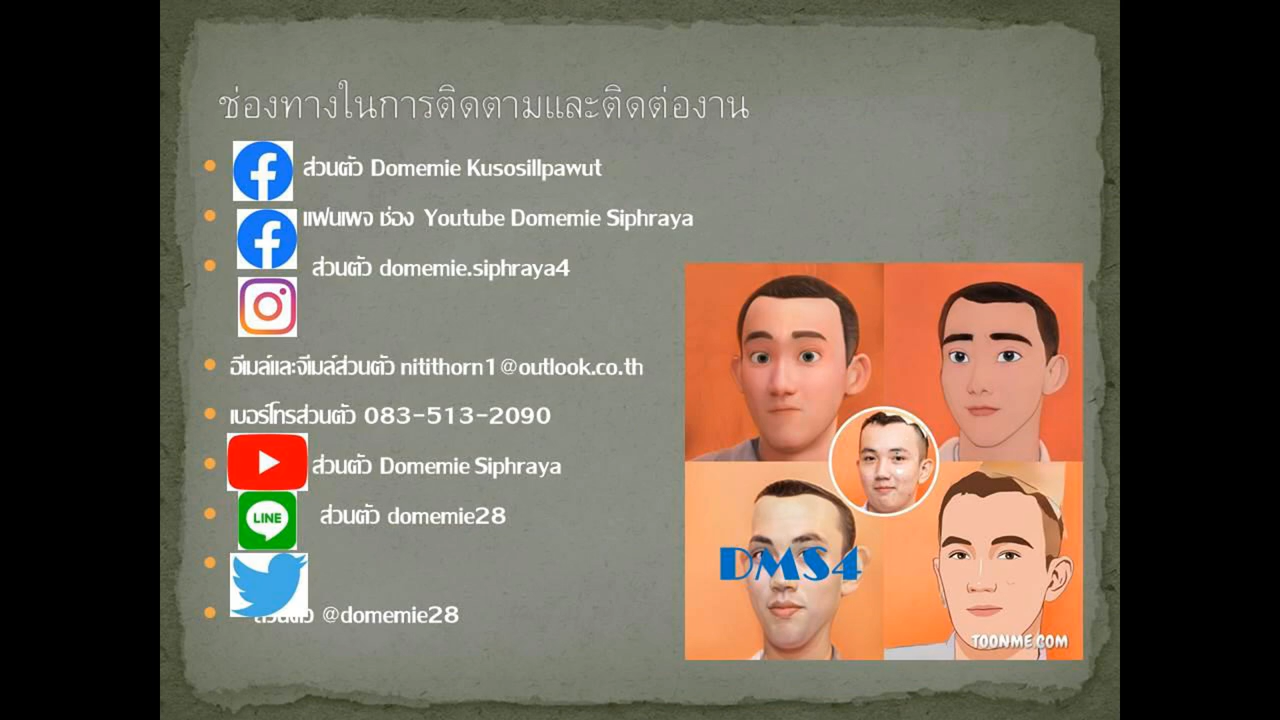 ช่องทางในการติดตามและติดต่องาน
ส่วนตัว Domemie Kusosillpawut
แฟนเพจ ช่อง Youtube Domemie Siphraya
ส่วนตัว domemie.siphraya4
อีเมล์และจีเมล์ส่วนตัว nitithorn1@outlook.co.th
เบอร์โทรส่วนตัว 083-513-2090
ส่วนตัว Domemie Siphraya
LINE
ส่วนตัว domemie28
ส่วนตัว @domemie28
DMS4
TOONME.COM